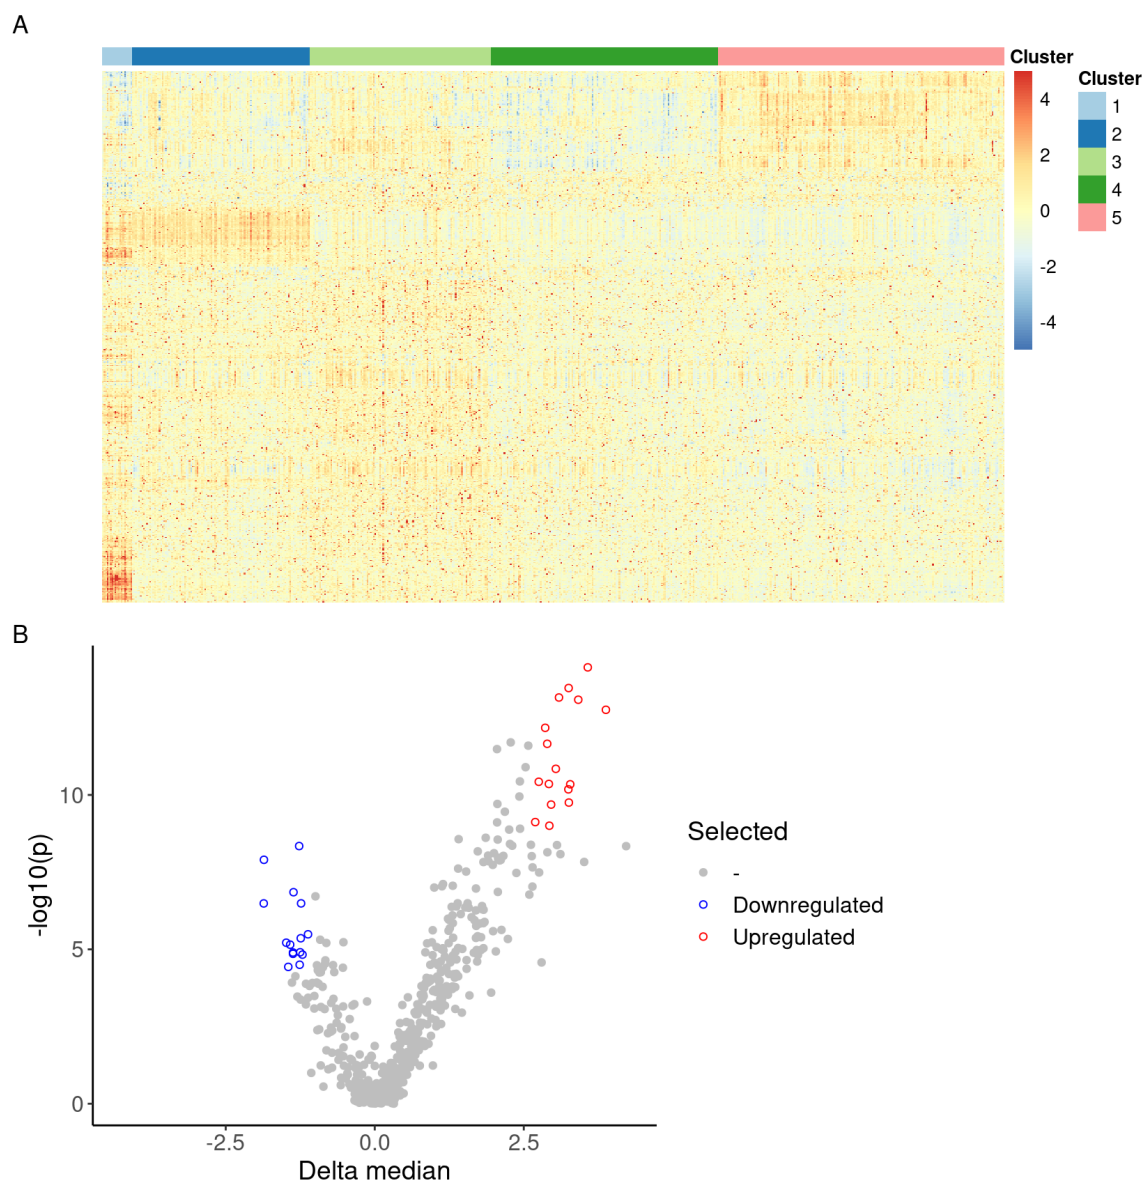 A
Cluster
4
2
0
-2
-4
Cluster
1
2
3
4
5
B
-log10(p)
10
5
0
-2.5 0.0 2.5
Delta median
Selected
-
Downregulated
Upregulated